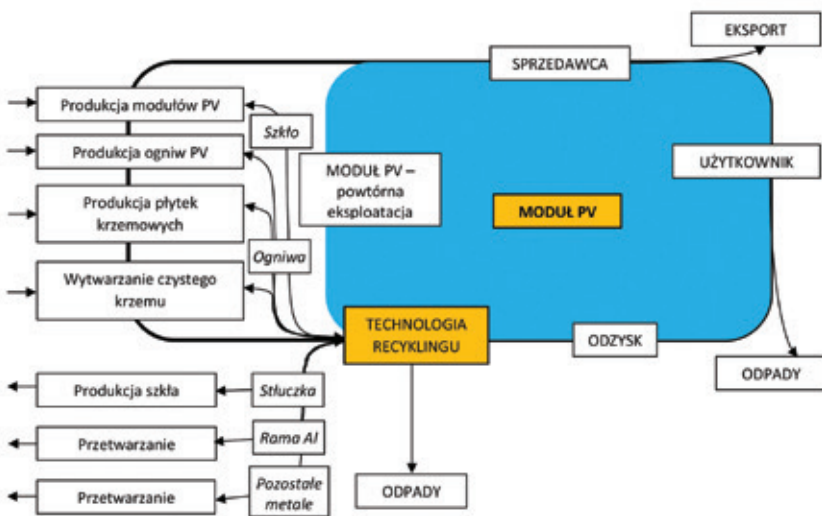 EKSPORT
SPRZEDAWCA
Produkcja modułów PV
Szkło
Produkcja ogniw PV
MODUŁ PV –
powtórna
eksploatacja
UŻYTKOWNIK
Produkcja płytek
krzemowych
MODUŁ PV
Ogniwa
Wytwarzanie czystego
krzemu
TECHNOLOGIA
RECYKLINGU
ODZYSK
ODPADY
Produkcja szkła
Stłuczka
Przetwarzanie
Rama Al
Przetwarzanie
Pozostałe
metale
ODPADY